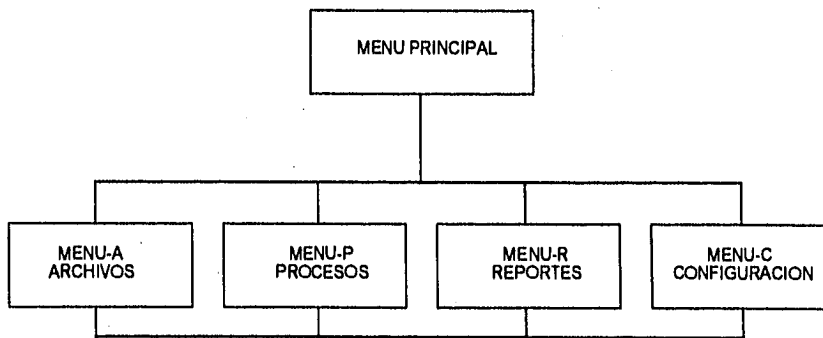 MENU PRINCIPAL
MENU-A
ARCHIVOS
MENU-P
PROCESOS
MENU-R
REPORTES
MENU-C
CONFIGURACION